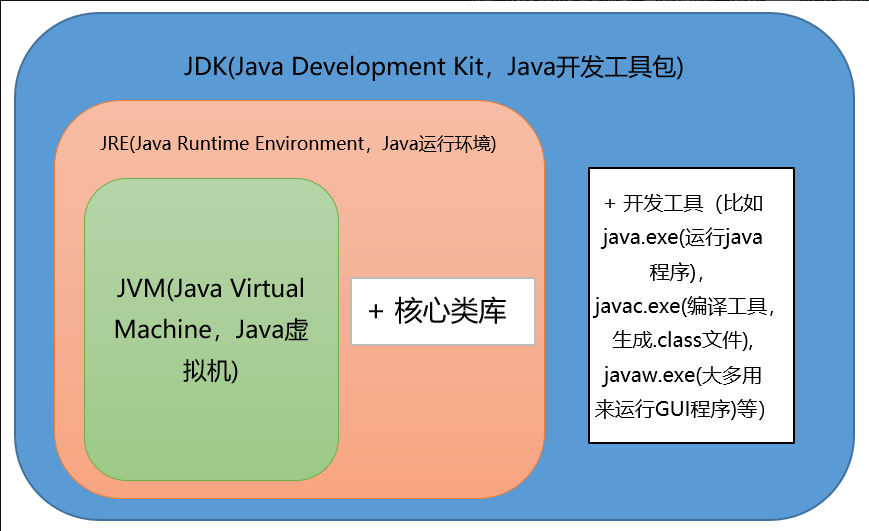 JDK(Java Development Kit，Java开发工具包)
JRE(Java Runtime Environment，Java运行环境)
JVM(Java Virtual
Machine，Java虚
拟机)
+ 核心类库
+ 开发工具（比如
java.exe(运行java
程序)，
javac.exe(编译工具，
生成.class文件),
javaw.exe(大多用
来运行GUI程序)等）